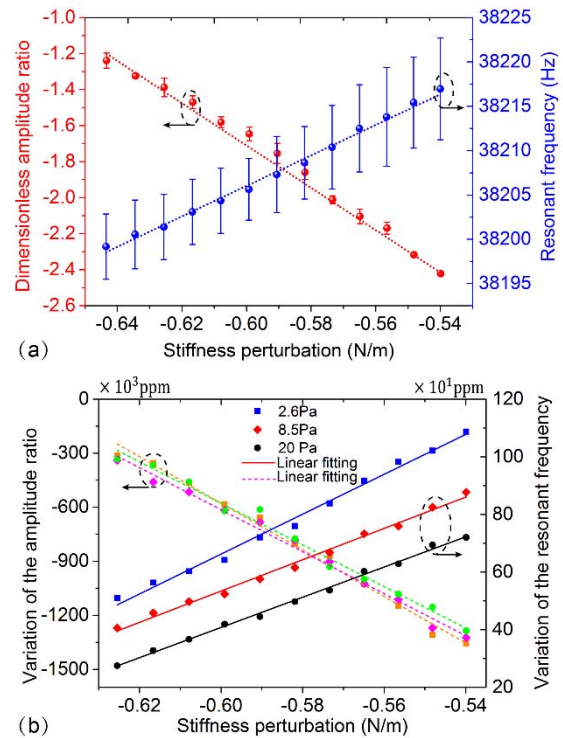 -1.0
-1.2
-1.4
-1.6
-1.8
-2.0
-2.2
-2.4
-2.6
Dimensionless amplitude ratio
38225
38220
38215
38210
38205
38200
38195
Resonant frequency (Hz)
-0.64 -0.62 -0.60 -0.58 -0.56 -0.54
(a) Stiffness perturbation (N/m)
×10³ppm ×10¹ppm
0
-300
-600
-900
-1200
-1500
Variation of the amplitude ratio
2.6Pa
8.5Pa
20 Pa
Linear fitting
Linear fitting
120
100
80
60
40
20
Variation of the resonant frequency
-0.62 -0.60 -0.58 -0.56 -0.54
(b) Stiffness perturbation (N/m)